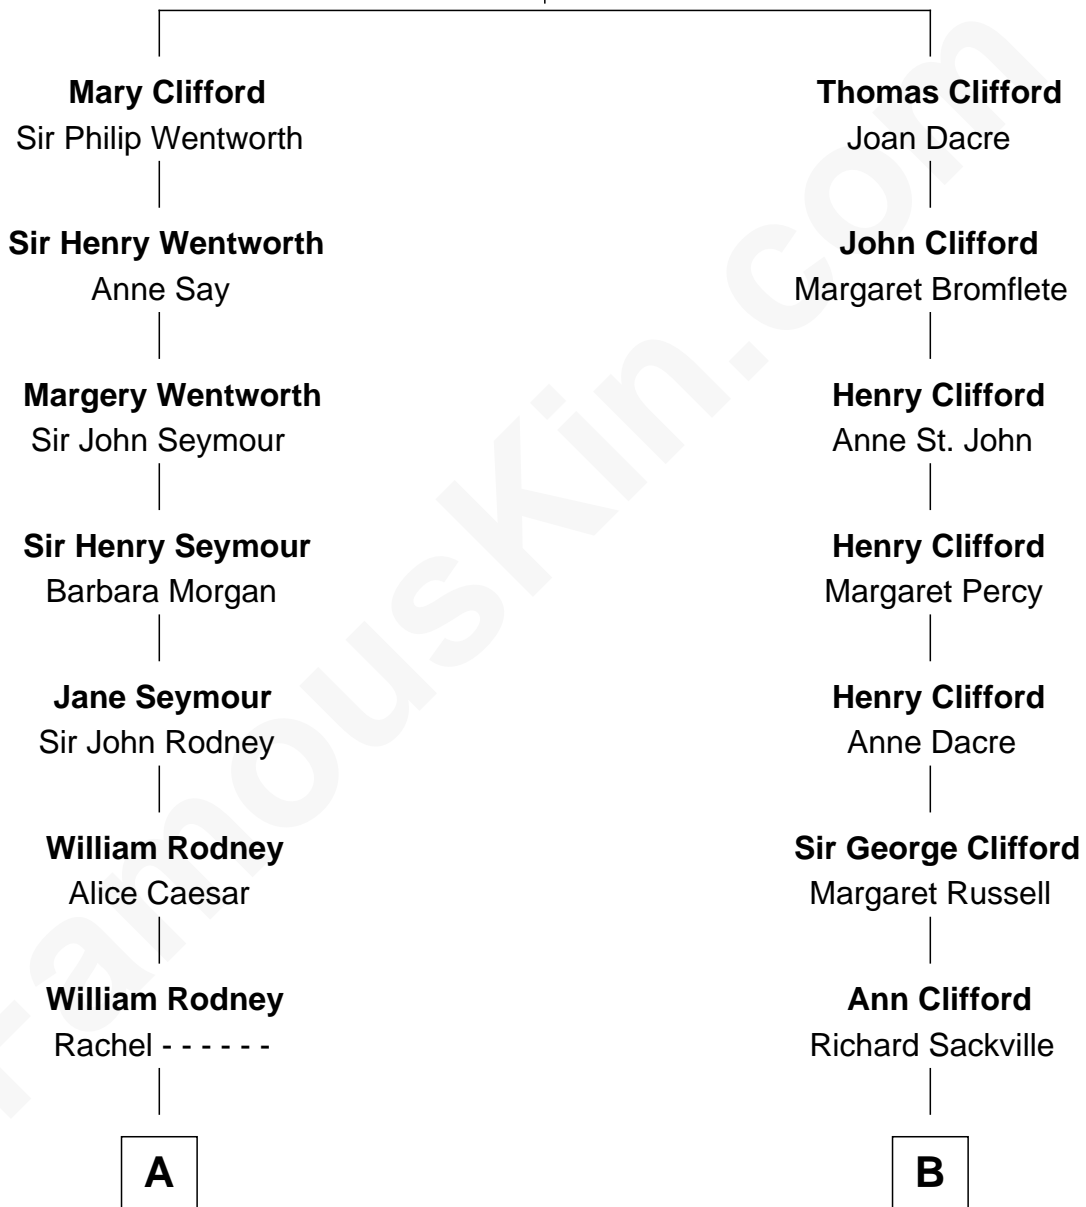 Mary Clifford
Sir Philip Wentworth
Sir Henry Wentworth
Anne Say
Margery Wentworth
Sir John Seymour
Sir Henry Seymour
Barbara Morgan
Jane Seymour
Sir John Rodney
William Rodney
Alice Caesar
William Rodney
Rachel - - - - - -
A
Thomas Clifford
Joan Dacre
John Clifford
Margaret Bromflete
Henry Clifford
Anne St. John
Henry Clifford
Margaret Percy
Henry Clifford
Anne Dacre
Sir George Clifford
Margaret Russell
Ann Clifford
Richard Sackville
B
FamousKin.com